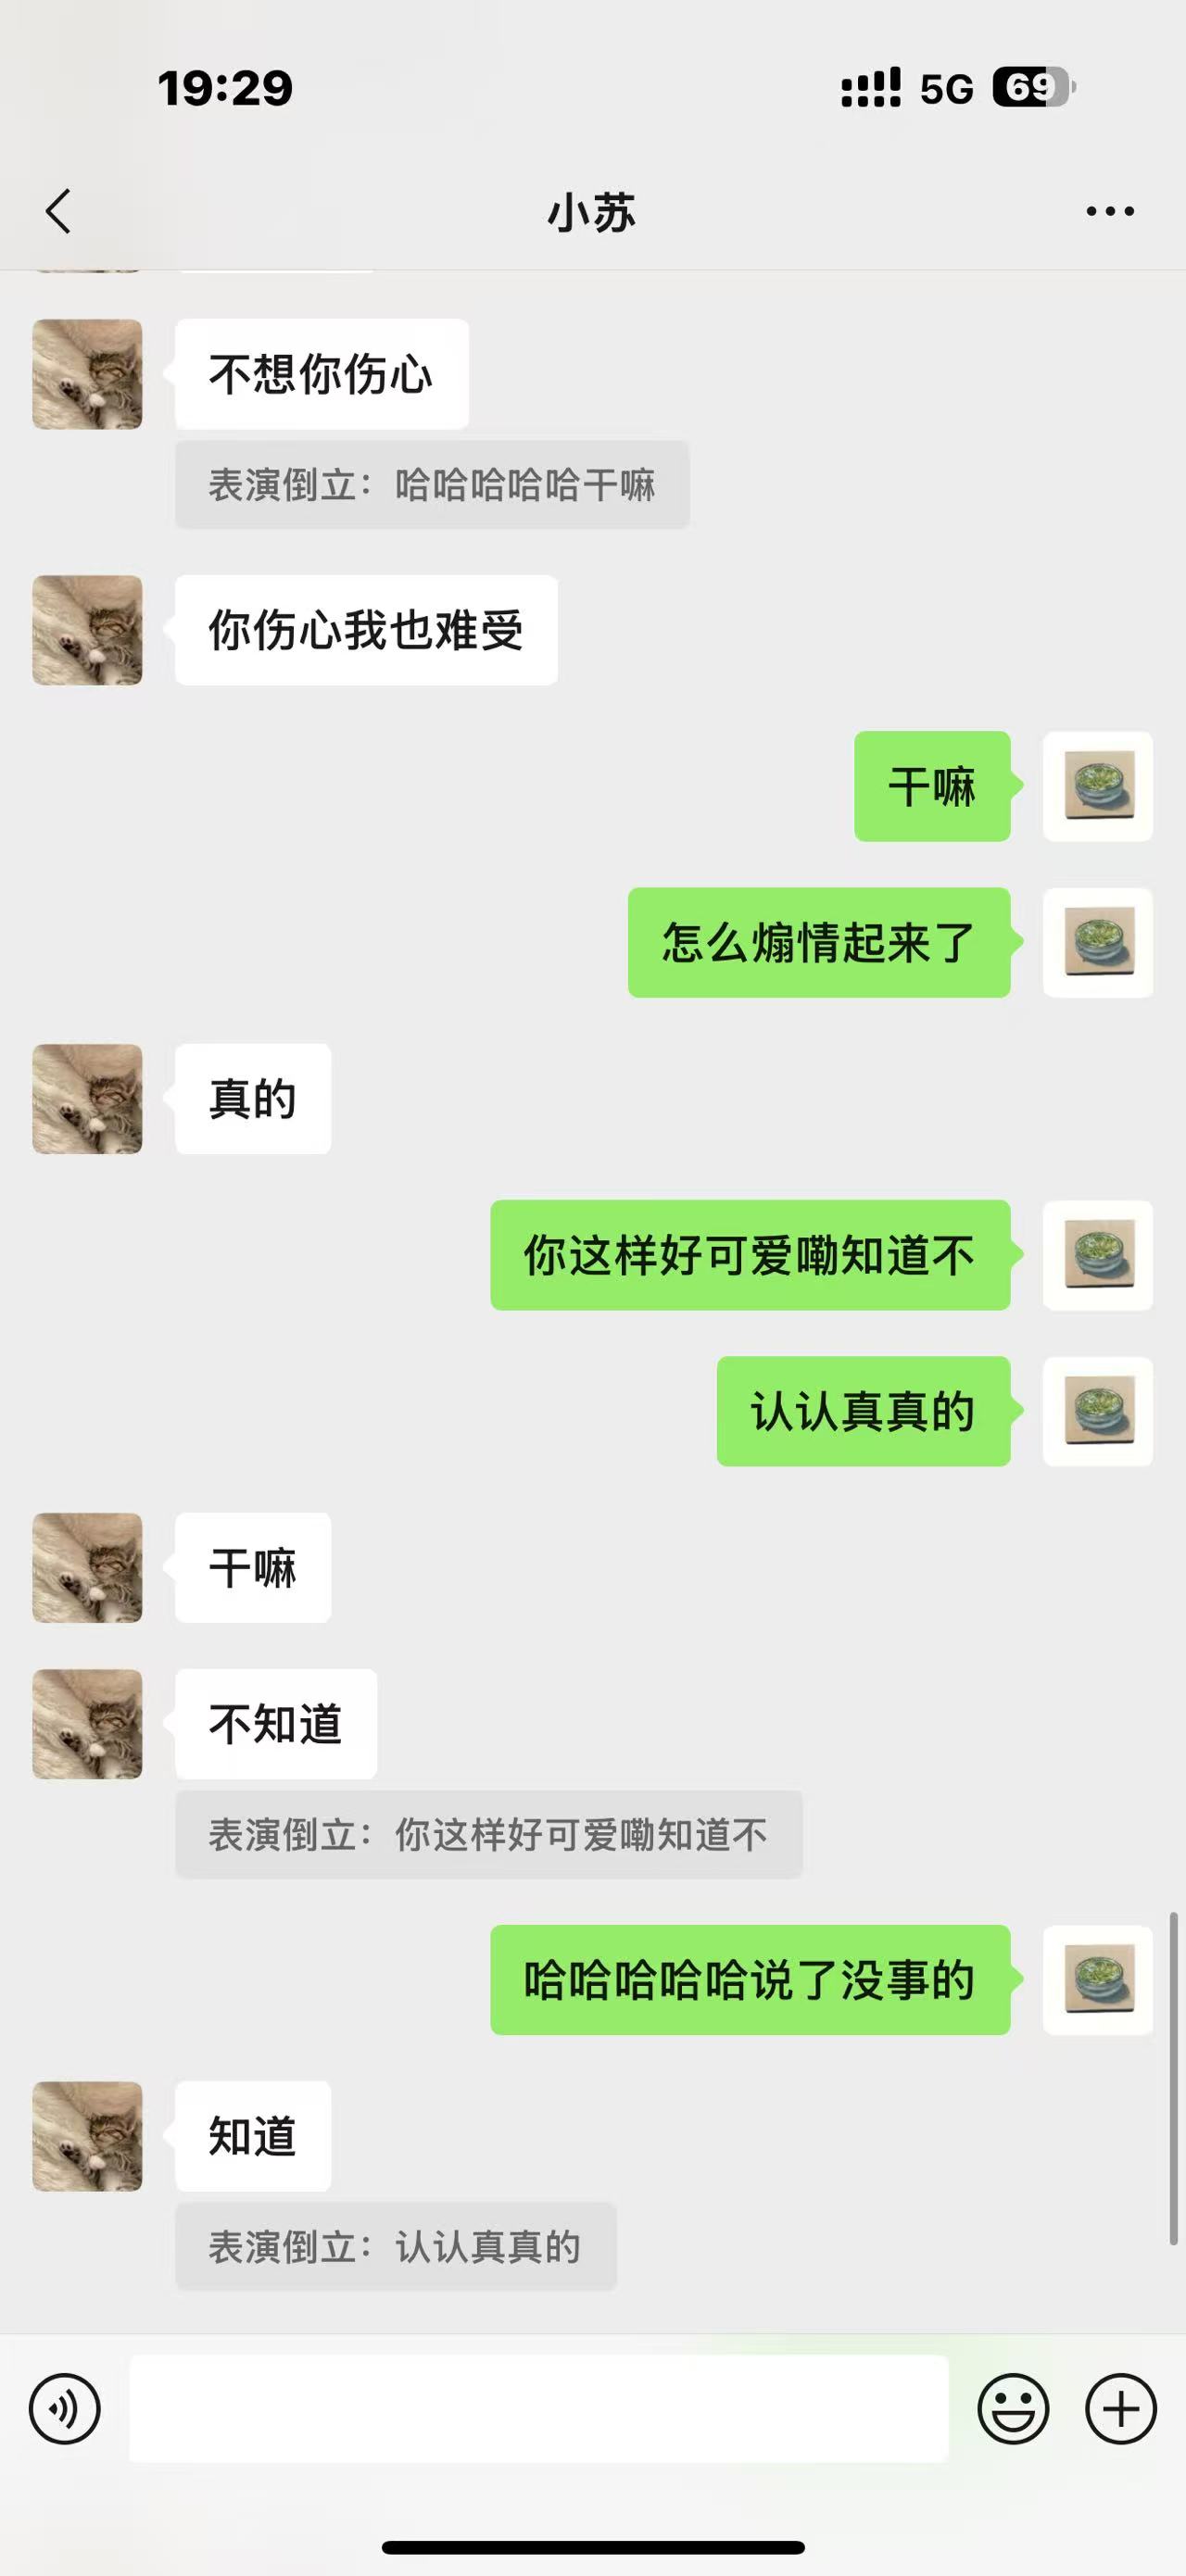 19:29
5G
69
小苏
不想你伤心
表演倒立：哈哈哈哈哈干嘛
你伤心我也难受
干嘛
怎么煽情起来了
真的
你这样好可爱嘞知道不
认认真真的
干嘛
不知道
表演倒立：你这样好可爱嘞知道不
哈哈哈哈哈说了没事的
知道
表演倒立：认认真真的